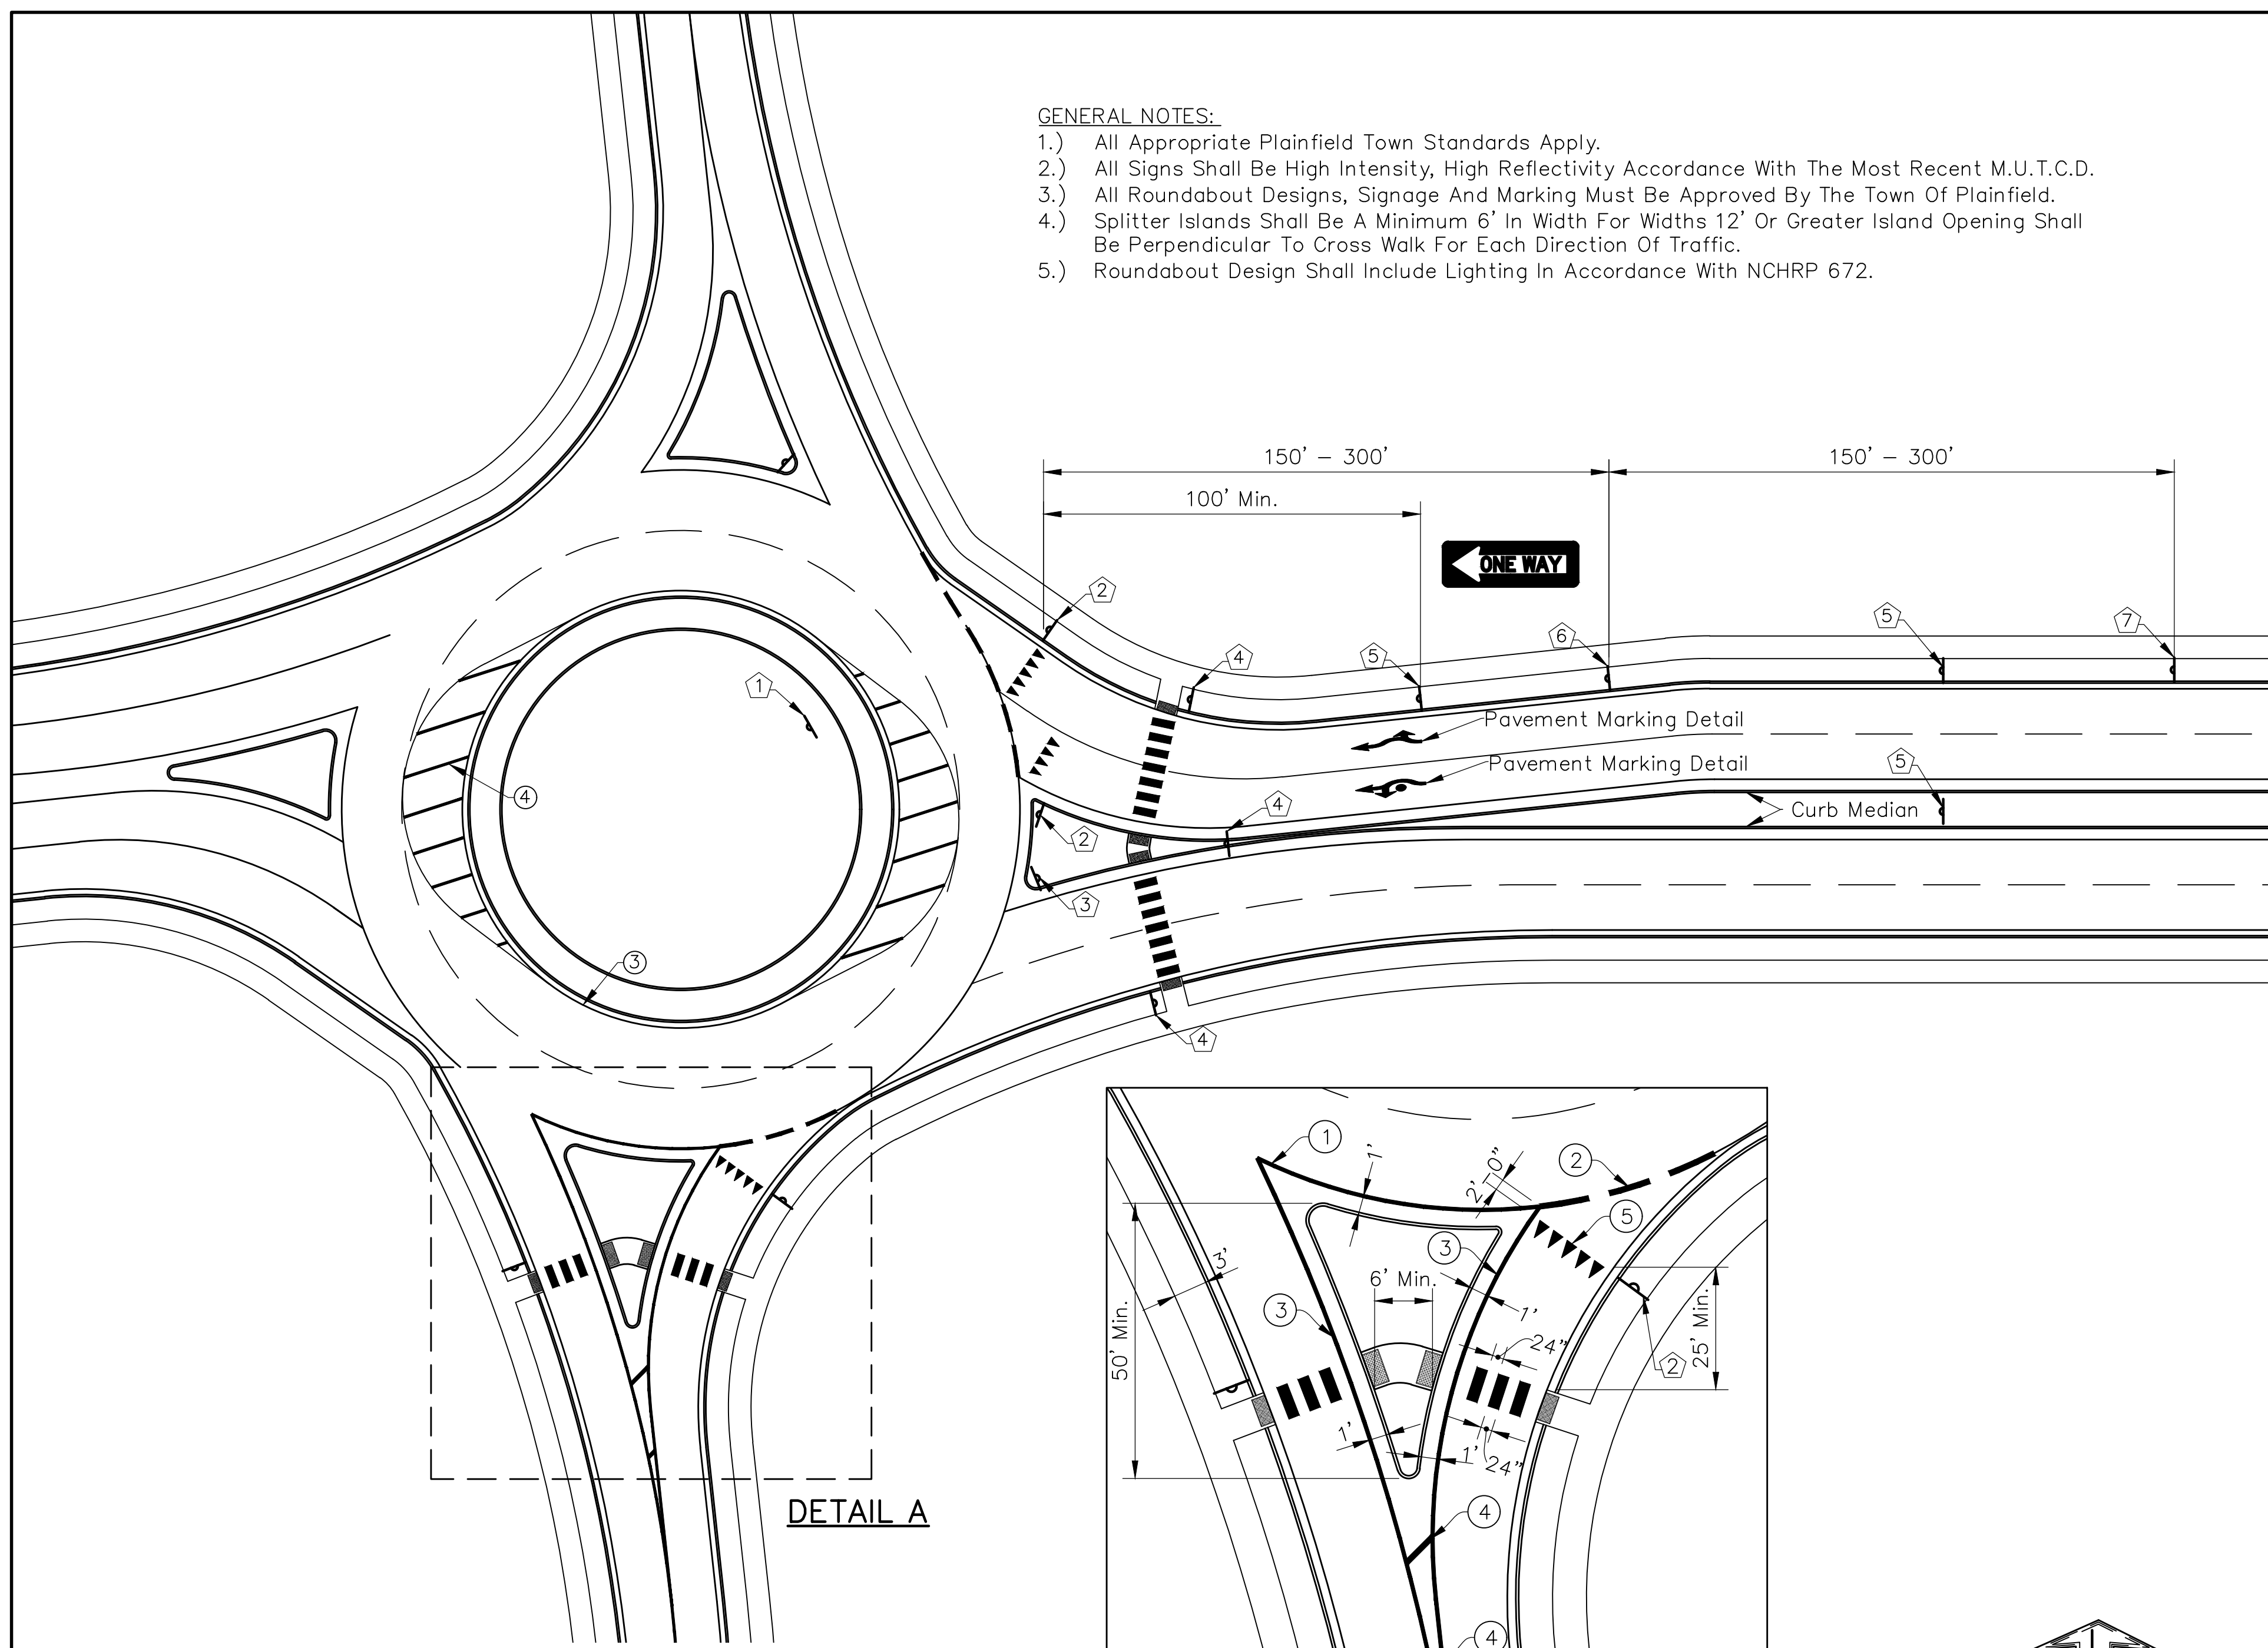 GENERAL NOTES:
1.) All Appropriate Plainfield Town Standards Apply.
2.) All Signs Shall Be High Intensity, High Reflectivity Accordance With The Most Recent M.U.T.C.D.
3.) All Roundabout Designs, Signage And Marking Must Be Approved By The Town Of Plainfield.
4.) Splitter Islands Shall Be A Minimum 6' In Width For Widths 12' Or Greater Island Opening Shall
Be Perpendicular To Cross Walk For Each Direction Of Traffic.
5.) Roundabout Design Shall Include Lighting In Accordance With NCHRP 672.
150' – 300'
150' – 300'
100' Min.
ONE WAY
2
5
7
6
4
5
1
Pavement Marking Detail
Pavement Marking Detail
5
4
4
Curb Median
2
3
3
4
DETAIL A
1
1'
2'-0"
2
5
3
3'
6' Min.
3
1'
50' Min.
24"
25' Min.
2
1'
1'
24"
4
4